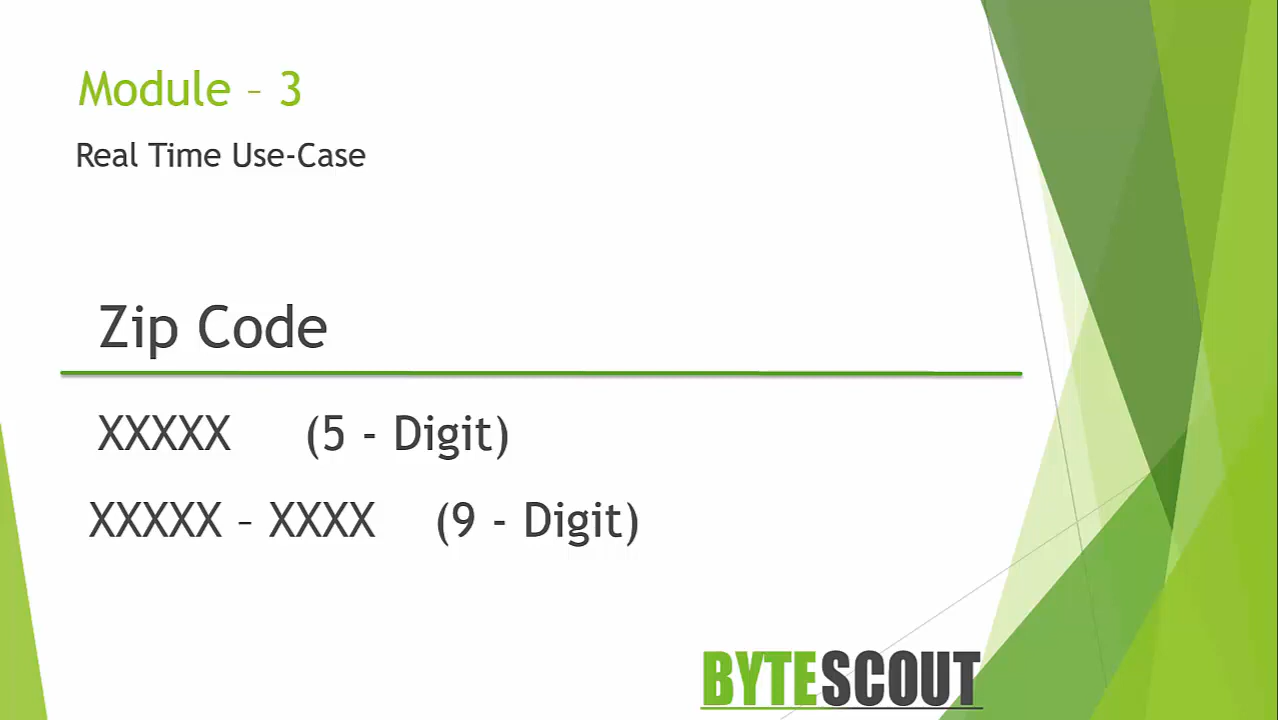 Module – 3
Real Time Use-Case
Zip Code
XXXXX (5 - Digit)
XXXXX – XXXX (9 - Digit)
BYTESCOUT